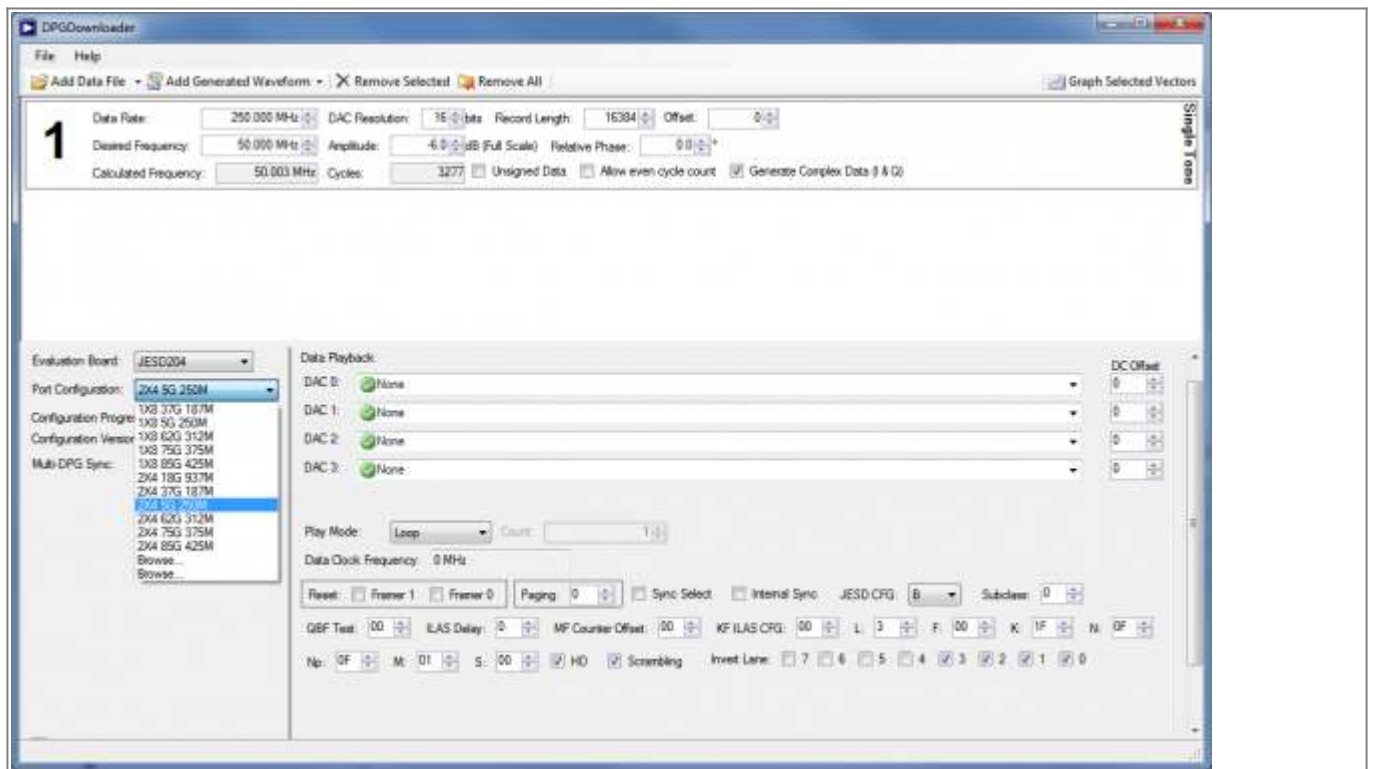 DPGDownloader
File Help
Add Data File Add Generated Waveform Remove Selected Remove All Graph Selected Vectors
1
Data Rate: 250.000 MHz DAC Resolution: 16 bits Record Length: 16384 Offset: 0
Desired Frequency: 50.000 MHz Amplitude: -6.0 dB (Full Scale) Relative Phase: 0.0 °
Calculated Frequency: 50.003 MHz Cycles: 3277 Unsigned Data Allow even cycle count Generate Complex Data (I & Q)
Single Tone
Evaluation Board: JESD204
Port Configuration: 2X4 5G 250M
1X8 37G 187M
Configuration Progre
1X8 5G 250M
Configuration Version
1X8 62G 312M
1X8 75G 375M
Multi-DPG Sync:
1X8 85G 425M
2X4 18G 937M
2X4 37G 187M
2X4 5G 250M
2X4 62G 312M
2X4 75G 375M
2X4 85G 425M
Browse...
Browse...
Data Playback
DC Offset
DAC 0: None 0
DAC 1: None 0
DAC 2: None 0
DAC 3: None 0
Play Mode: Loop Count: 1
Data Clock Frequency: 0 MHz
Reset: Framer 1 Framer 0 Paging 0 Sync Select Internal Sync JESD CFG: B Subclass: 0
QBF Test: 00 ILAS Delay: 0 MF Counter Offset: 00 KF ILAS CFG: 00 L: 3 F: 00 K: 1F N: 0F
Np: 0F M: 01 S: 00 HD Scrambling Invert Lane: 7 6 5 4 3 2 1 0